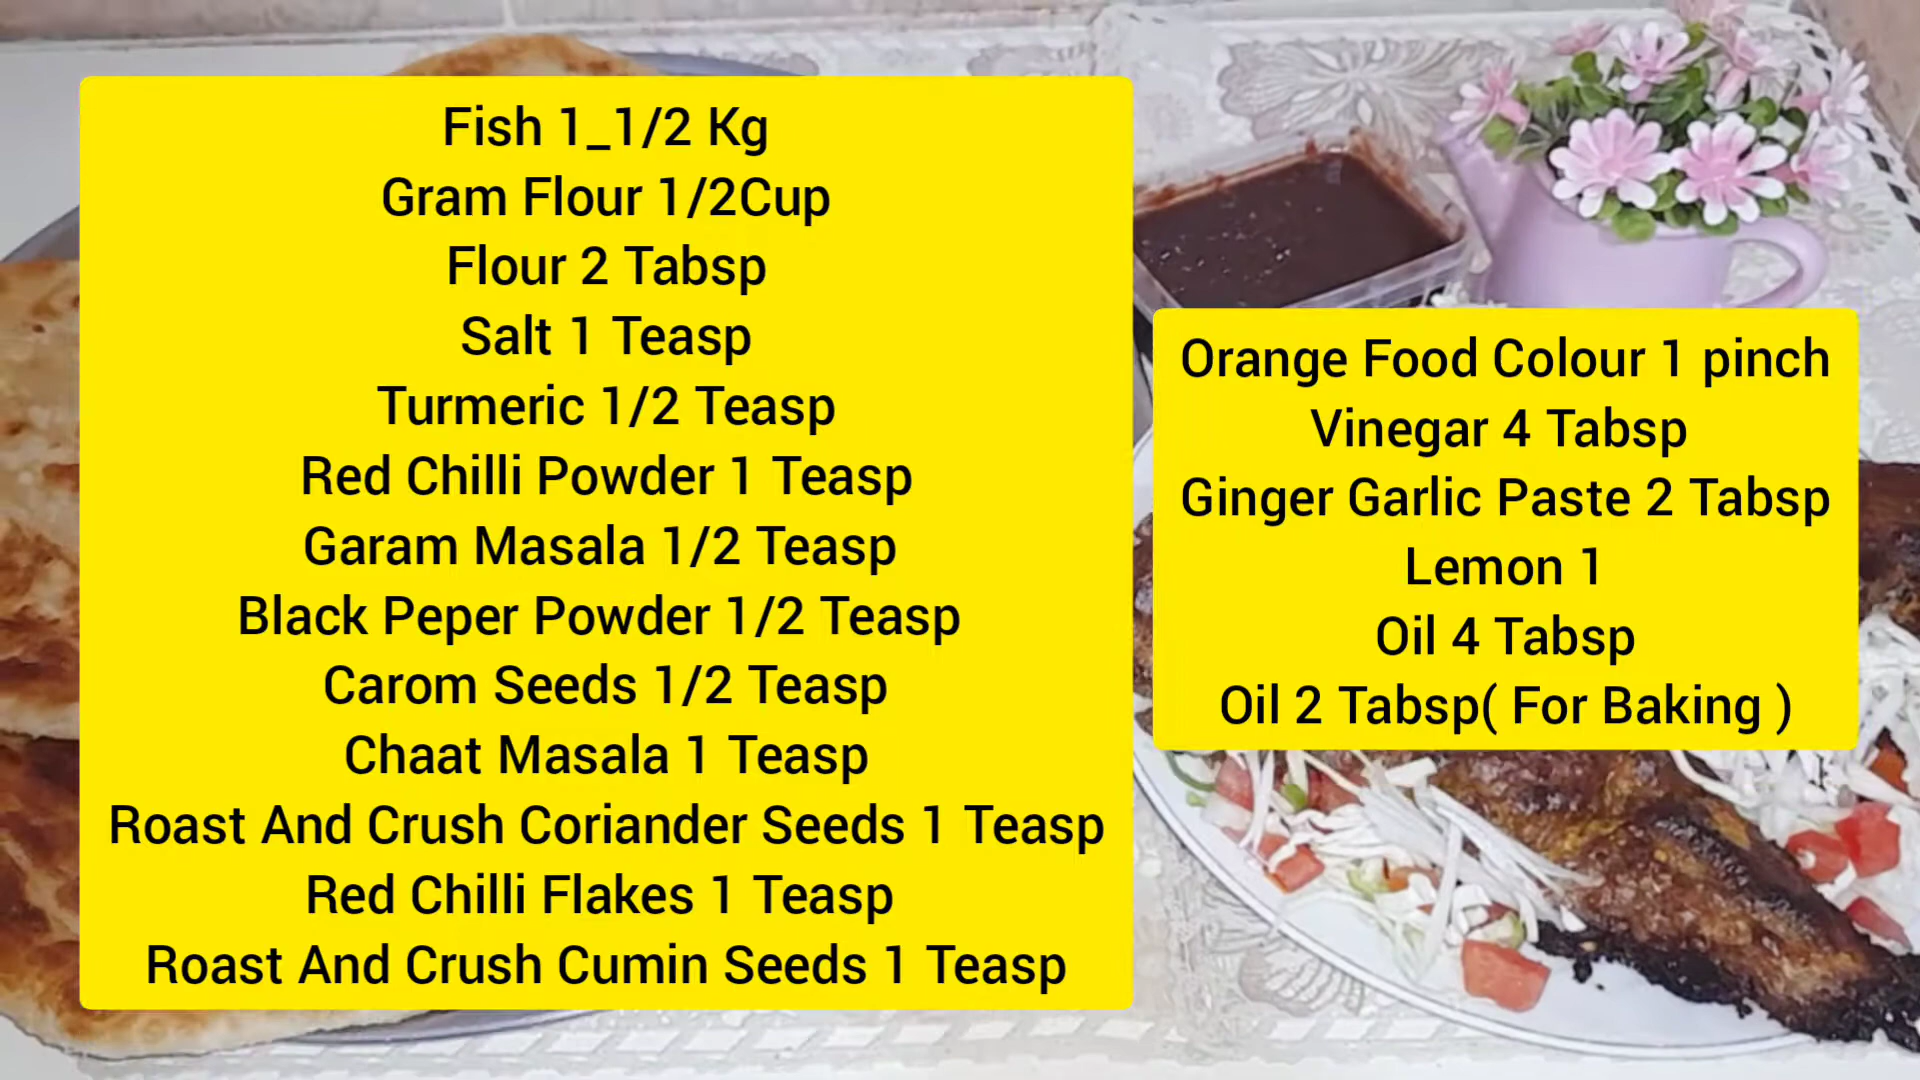 Fish 1_1/2 Kg
Gram Flour 1/2Cup
Flour 2 Tabsp
Salt 1 Teasp
Turmeric 1/2 Teasp
Red Chilli Powder 1 Teasp
Garam Masala 1/2 Teasp
Black Peper Powder 1/2 Teasp
Carom Seeds 1/2 Teasp
Chaat Masala 1 Teasp
Roast And Crush Coriander Seeds 1 Teasp
Red Chilli Flakes 1 Teasp
Roast And Crush Cumin Seeds 1 Teasp
Orange Food Colour 1 pinch
Vinegar 4 Tabsp
Ginger Garlic Paste 2 Tabsp
Lemon 1
Oil 4 Tabsp
Oil 2 Tabsp( For Baking )